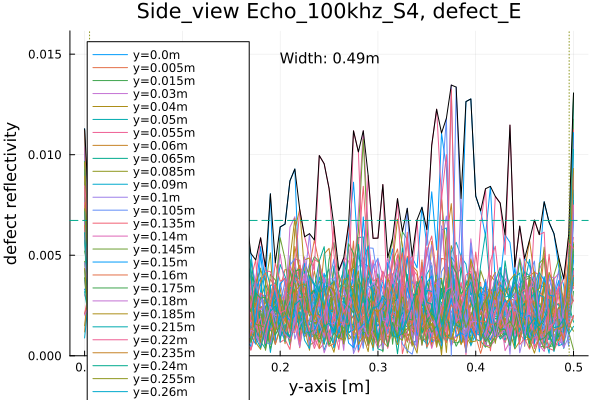 Side_view Echo_100khz_S4, defect_E
Width: 0.49m
defect reflectivity
0.015
0.010
0.005
0.000
y=0.0m
y=0.005m
y=0.015m
y=0.03m
y=0.04m
y=0.05m
y=0.055m
y=0.06m
y=0.065m
y=0.085m
y=0.09m
y=0.1m
y=0.105m
y=0.135m
y=0.14m
y=0.145m
y=0.15m
y=0.16m
y=0.175m
y=0.18m
y=0.185m
y=0.215m
y=0.22m
y=0.235m
y=0.24m
y=0.255m
y=0.26m
0.2 0.3 0.4 0.5
y-axis [m]